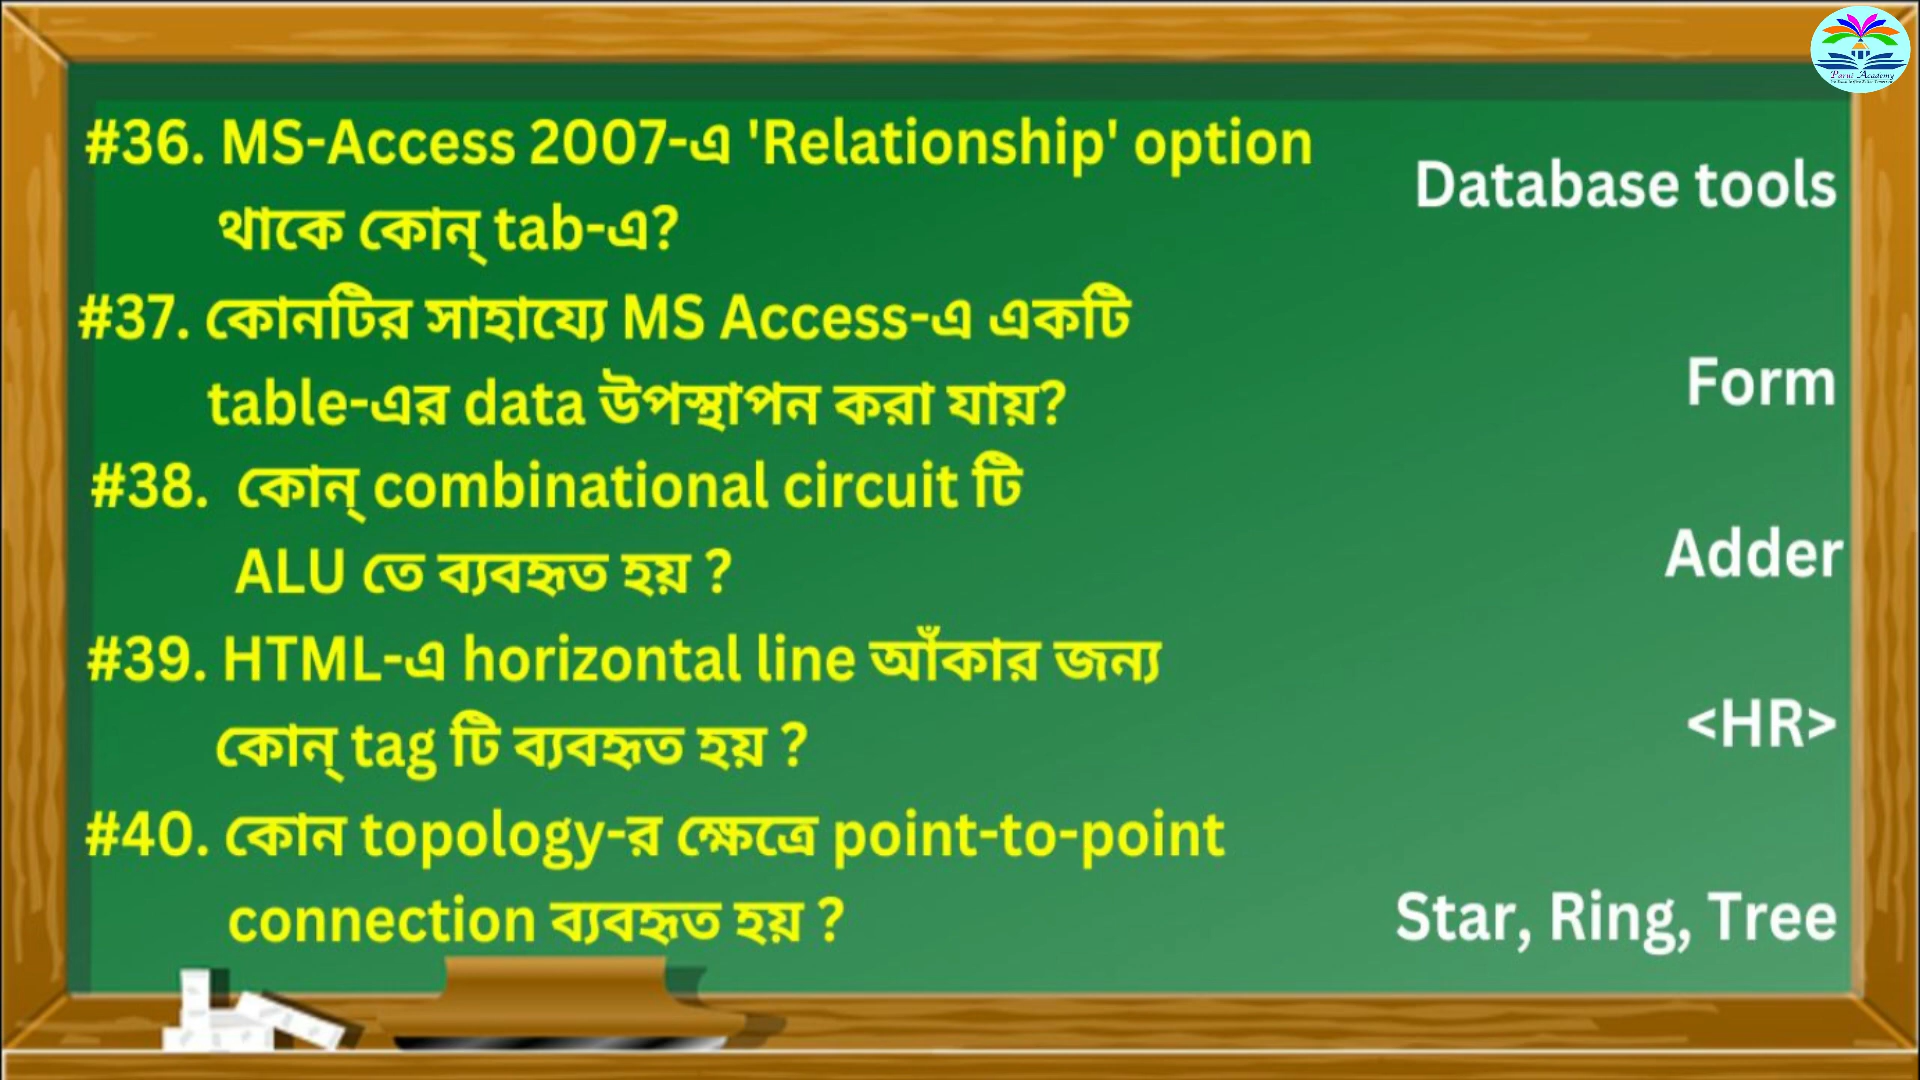 #36. MS-Access 2007-এ 'Relationship' option
থাকে কোন্ tab-এ?
Database tools
#37. কোনটির সাহায্যে MS Access-এ একটি
table-এর data উপস্থাপন করা যায়?
Form
#38. কোন্ combinational circuit টি
ALU তে ব্যবহৃত হয় ?
Adder
#39. HTML-এ horizontal line আঁকার জন্য
কোন্ tag টি ব্যবহৃত হয় ?
<HR>
#40. কোন topology-র ক্ষেত্রে point-to-point
connection ব্যবহৃত হয় ?
Star, Ring, Tree
Parui Academy